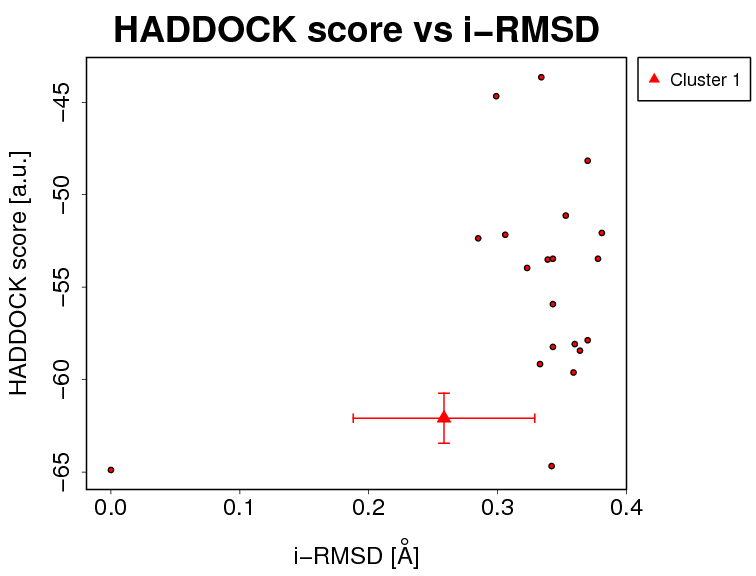 HADDOCK score vs i−RMSD
Cluster 1
HADDOCK score [a.u.]
−45
−50
−55
−60
−65
0.0 0.1 0.2 0.3 0.4
i−RMSD [Å]